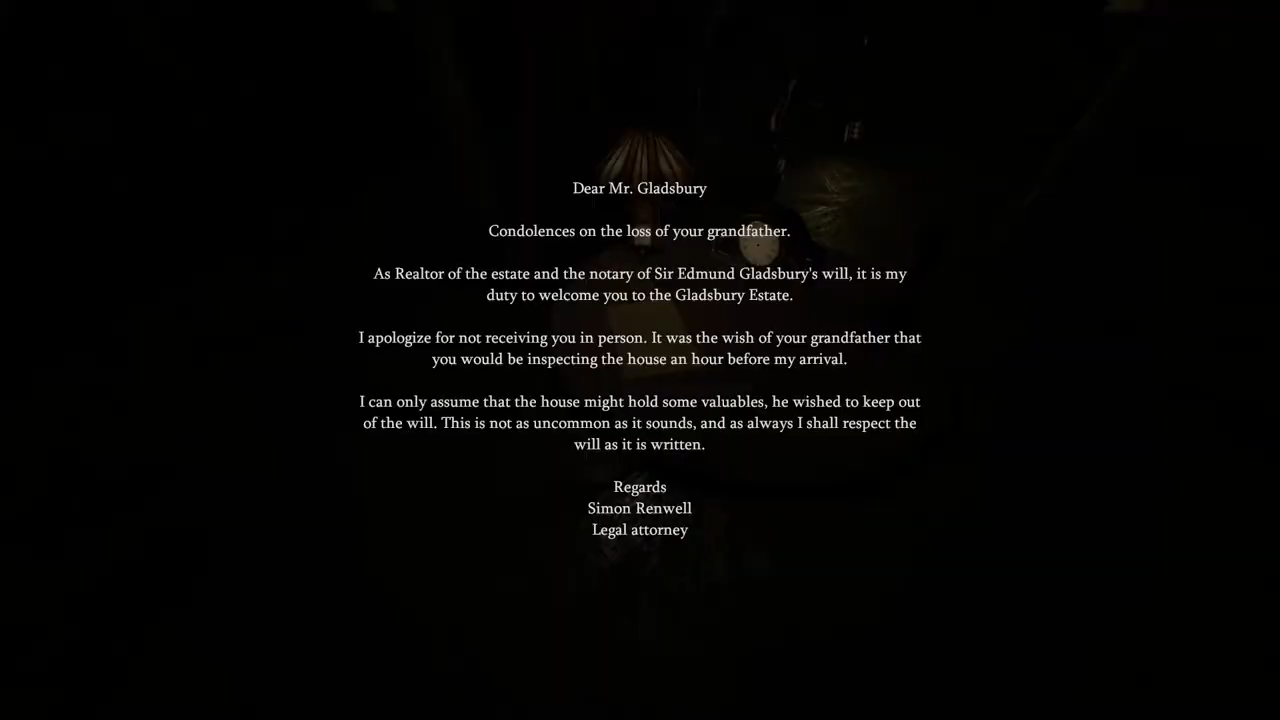 Dear Mr. Gladsbury
Condolences on the loss of your grandfather.
As Realtor of the estate and the notary of Sir Edmund Gladsbury's will, it is my
duty to welcome you to the Gladsbury Estate.
I apologize for not receiving you in person. It was the wish of your grandfather that
you would be inspecting the house an hour before my arrival.
I can only assume that the house might hold some valuables, he wished to keep out
of the will. This is not as uncommon as it sounds, and as always I shall respect the
will as it is written.
Regards
Simon Renwell
Legal attorney